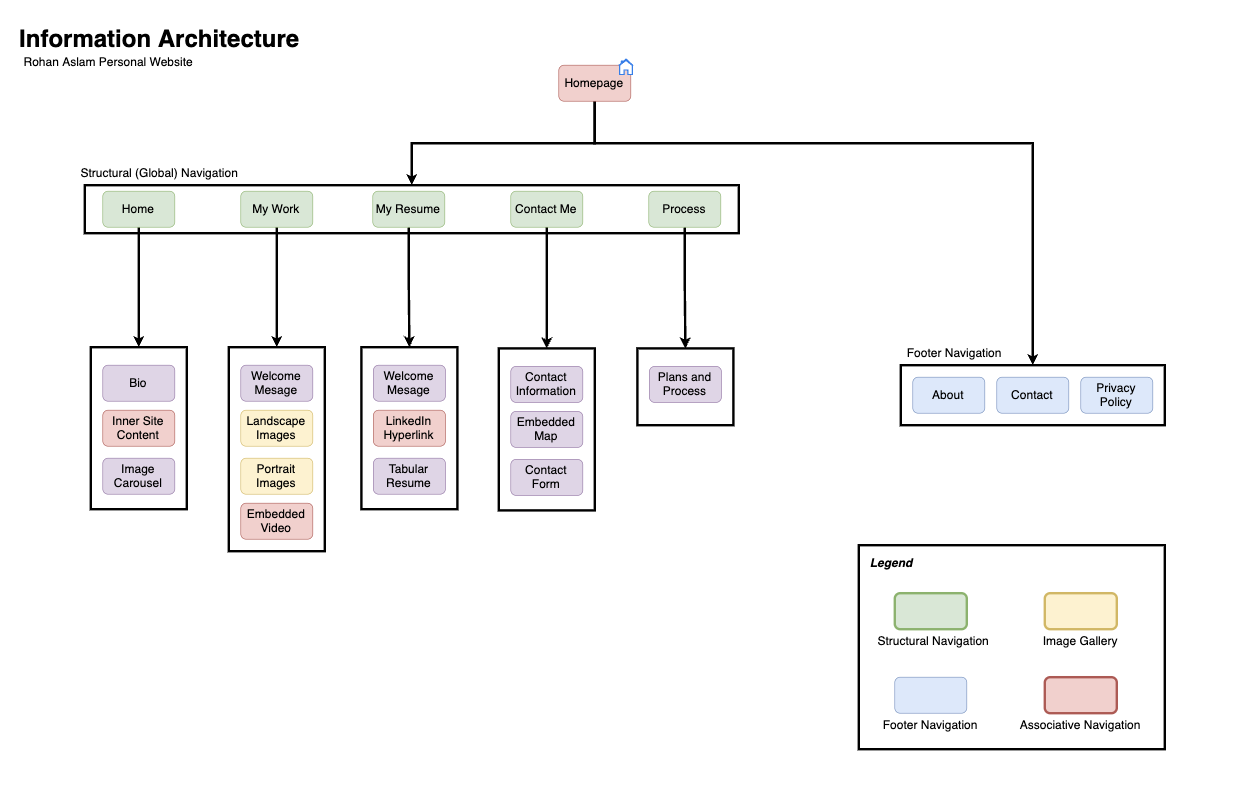 Information Architecture
Rohan Aslam Personal Website
Homepage
Structural (Global) Navigation
Home
My Work
My Resume
Contact Me
Process
Bio
Inner Site
Content
Image
Carousel
Welcome
Mesage
Landscape
Images
Portrait
Images
Embedded
Video
Welcome
Mesage
LinkedIn
Hyperlink
Tabular
Resume
Contact
Information
Embedded
Map
Contact
Form
Plans and
Process
Footer Navigation
About
Contact
Privacy
Policy
Legend
Structural Navigation
Image Gallery
Footer Navigation
Associative Navigation